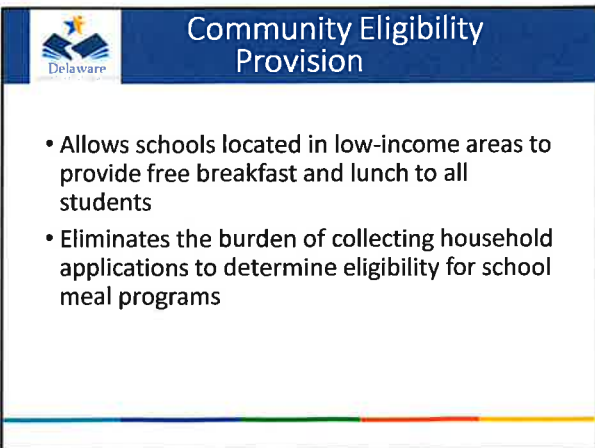 Community Eligibility
Provision
Delaware
• Allows schools located in low-income areas to
provide free breakfast and lunch to all
students
• Eliminates the burden of collecting household
applications to determine eligibility for school
meal programs